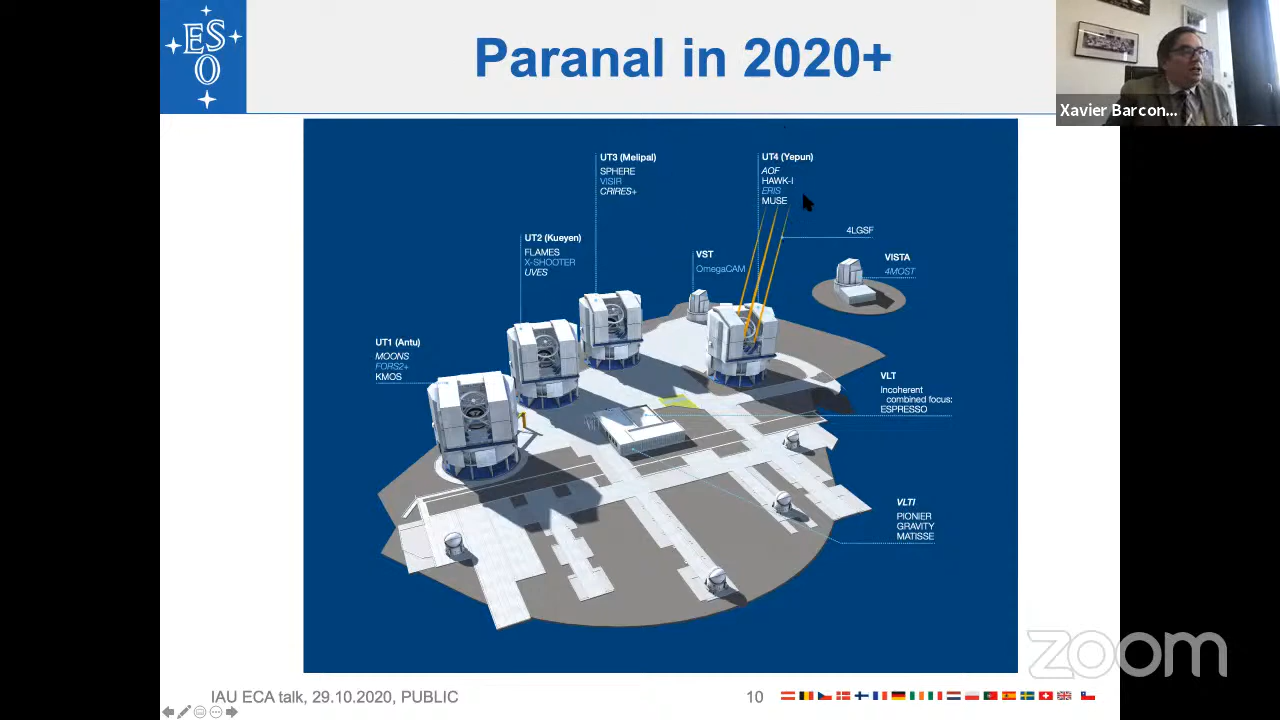 ESO
Paranal in 2020+
Xavier Barcon...
UT3 (Melipal)
SPHERE
VISIR
CRIRES+
UT4 (Yepun)
AOF
HAWK-I
ERIS
MUSE
4LGSF
UT2 (Kueyen)
FLAMES
X-SHOOTER
UVES
VST
OmegaCAM
VISTA
4MOST
UT1 (Antu)
MOONS
FORS2+
KMOS
VLT
Incoherent
combined focus:
ESPRESSO
VLTI
PIONIER
GRAVITY
MATISSE
zoom
IAU ECA talk, 29.10.2020, PUBLIC
10